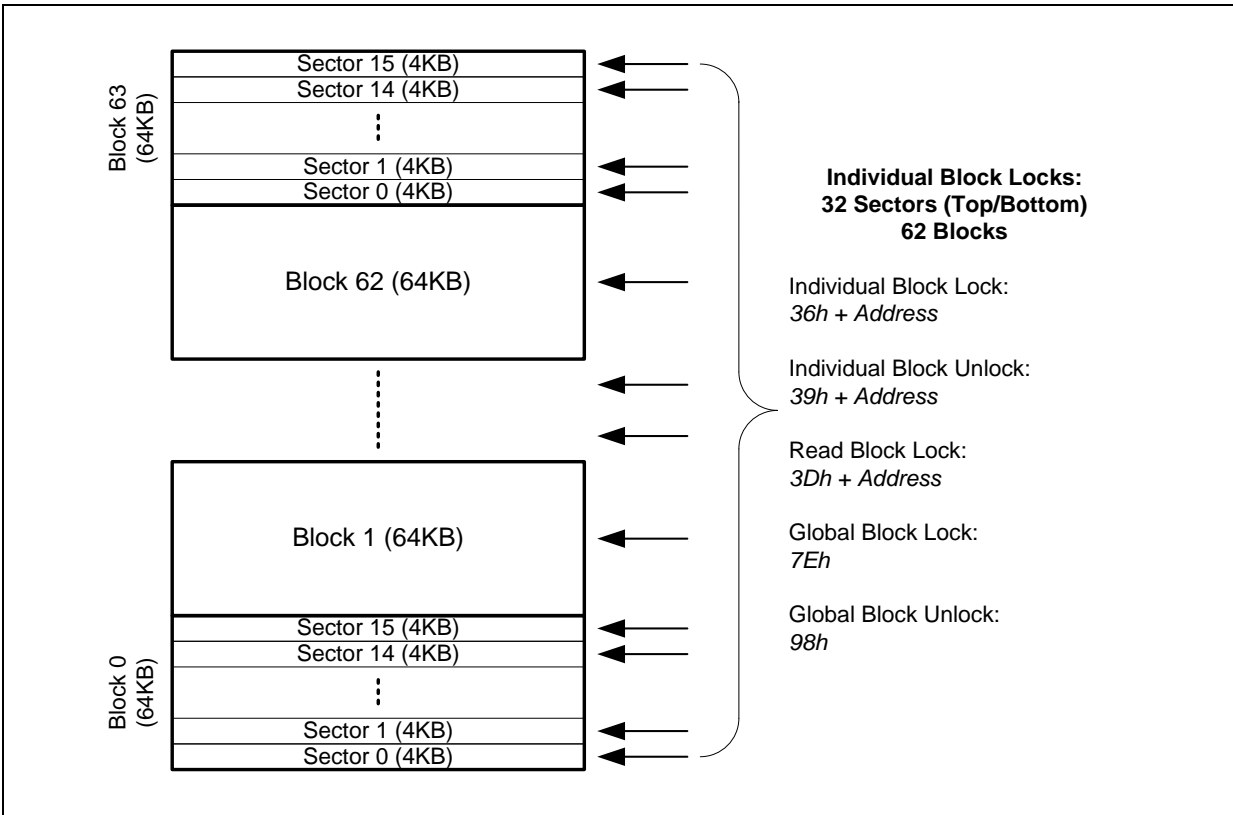 Block 63
(64KB)
Sector 15 (4KB)
Sector 14 (4KB)
Sector 1 (4KB)
Sector 0 (4KB)
Block 62 (64KB)
Block 1 (64KB)
Block 0
(64KB)
Sector 15 (4KB)
Sector 14 (4KB)
Sector 1 (4KB)
Sector 0 (4KB)
Individual Block Locks:
32 Sectors (Top/Bottom)
62 Blocks
Individual Block Lock:
36h + Address
Individual Block Unlock:
39h + Address
Read Block Lock:
3Dh + Address
Global Block Lock:
7Eh
Global Block Unlock:
98h